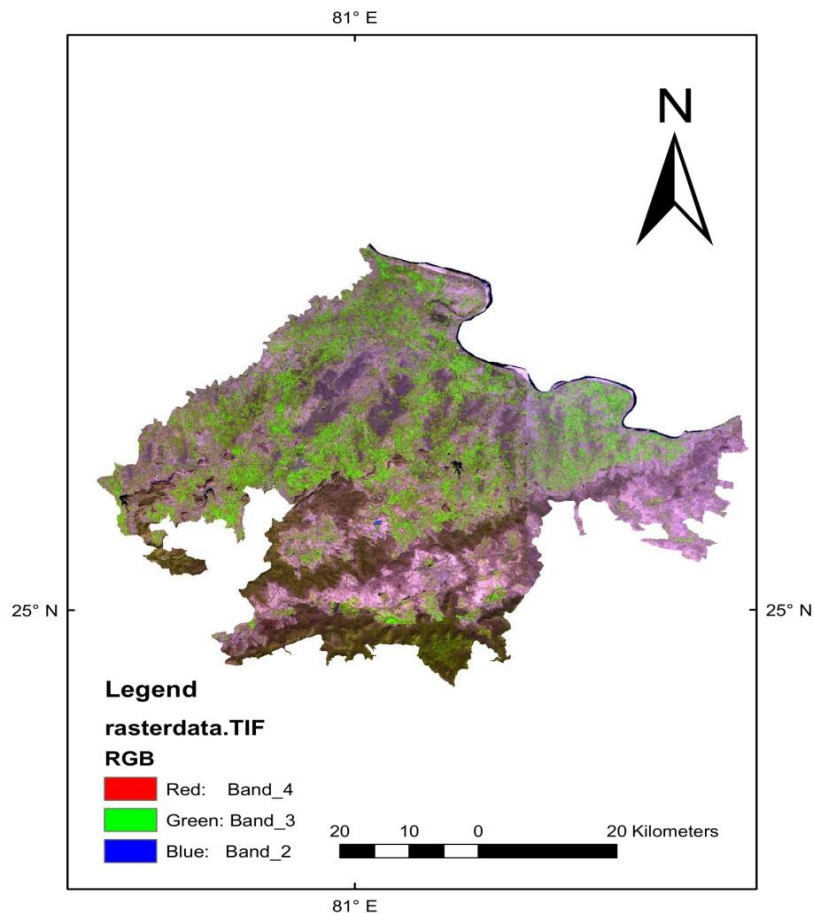 81° E
N
25° N
25° N
Legend
rasterdata.TIF
RGB
Red: Band_4
Green: Band_3
Blue: Band_2
20 10 0 20 Kilometers
81° E